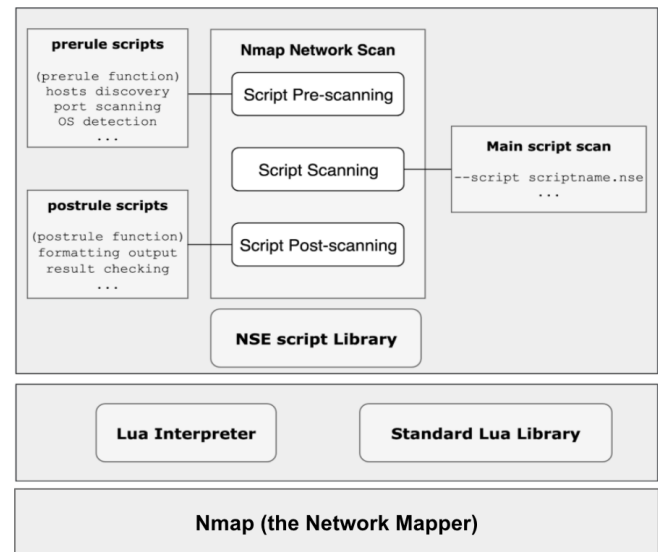 prerule scripts
(prerule function)
hosts discovery
port scanning
OS detection
...
Nmap Network Scan
Script Pre-scanning
Script Scanning
Script Post-scanning
Main script scan
--script scriptname.nse
...
postrule scripts
(postrule function)
formatting output
result checking
...
NSE script Library
Lua Interpreter
Standard Lua Library
Nmap (the Network Mapper)